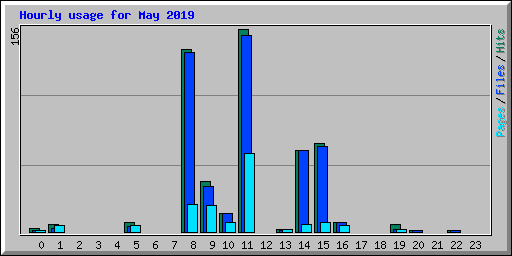 Hourly usage for May 2019
156
Pages/Files/Hits
0 1 2 3 4 5 6 7 8 9 10 11 12 13 14 15 16 17 18 19 20 21 22 23